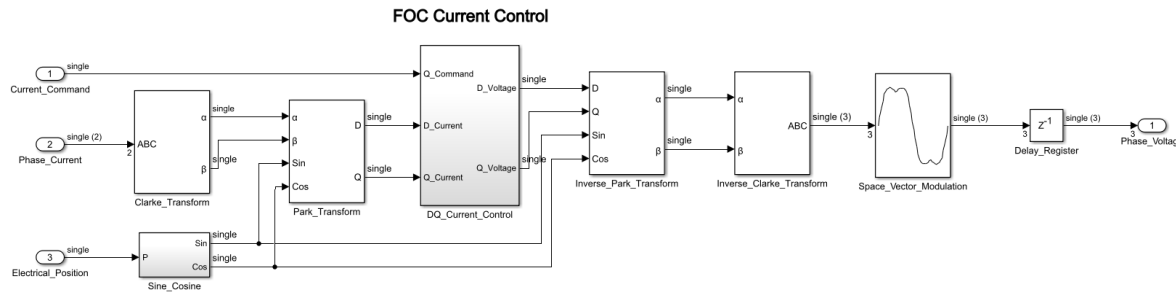 FOC Current Control
single
1
Current_Command
single (2)
2
Phase_Current
2
ABC
α
β
single
single
Clarke_Transform
α
β
Sin
Cos
D
Q
single
single
Park_Transform
Q_Command
D_Current
Q_Current
D_Voltage
Q_Voltage
single
single
DQ_Current_Control
D
Q
Sin
Cos
α
β
single
single
Inverse_Park_Transform
α
β
ABC
single (3)
Inverse_Clarke_Transform
3
single (3)
Space_Vector_Modulation
3
Z-1
single (3)
Delay_Register
3
1
Phase_Voltag
single
3
Electrical_Position
P
Sin
Cos
single
single
Sine_Cosine